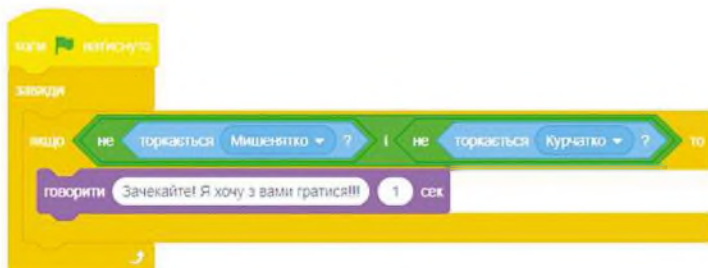 коли натиснуто
завжди
якщо не торкається Мишенятко ? і не торкається Курчатко ? то
говорити Зачекайте! Я хочу з вами гратися!!! 1 сек